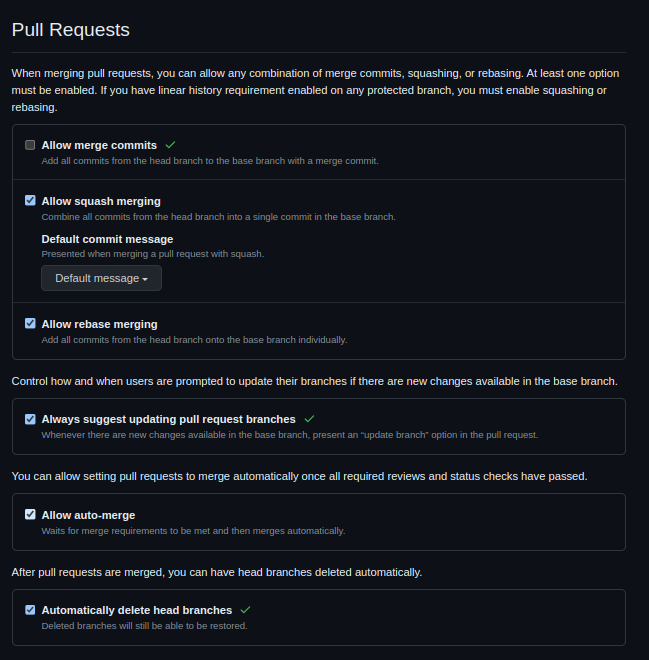 Pull Requests
When merging pull requests, you can allow any combination of merge commits, squashing, or rebasing. At least one option
must be enabled. If you have linear history requirement enabled on any protected branch, you must enable squashing or
rebasing.
Allow merge commits
Add all commits from the head branch to the base branch with a merge commit.
Allow squash merging
Combine all commits from the head branch into a single commit in the base branch.
Default commit message
Presented when merging a pull request with squash.
Default message
Allow rebase merging
Add all commits from the head branch onto the base branch individually.
Control how and when users are prompted to update their branches if there are new changes available in the base branch.
Always suggest updating pull request branches
Whenever there are new changes available in the base branch, present an “update branch” option in the pull request.
You can allow setting pull requests to merge automatically once all required reviews and status checks have passed.
Allow auto-merge
Waits for merge requirements to be met and then merges automatically.
After pull requests are merged, you can have head branches deleted automatically.
Automatically delete head branches
Deleted branches will still be able to be restored.